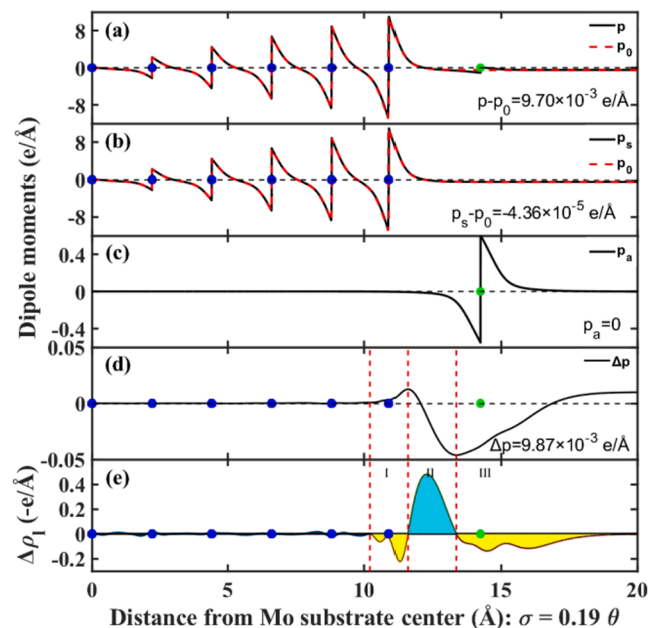 8
0
-8
(a)
p
p0
p-p0=9.70×10-3 e/Å
8
0
-8
(b)
ps
p0
ps-p0=-4.36×10-5 e/Å
0.4
0
-0.4
(c)
pa
pa=0
Dipole moments (e/Å)
0.05
0
-0.05
(d)
Δp
Δp=9.87×10-3 e/Å
0.4
0.2
0
-0.2
(e)
I
II
III
Δρl (-e/Å)
0 5 10 15 20
Distance from Mo substrate center (Å): σ = 0.19 θ